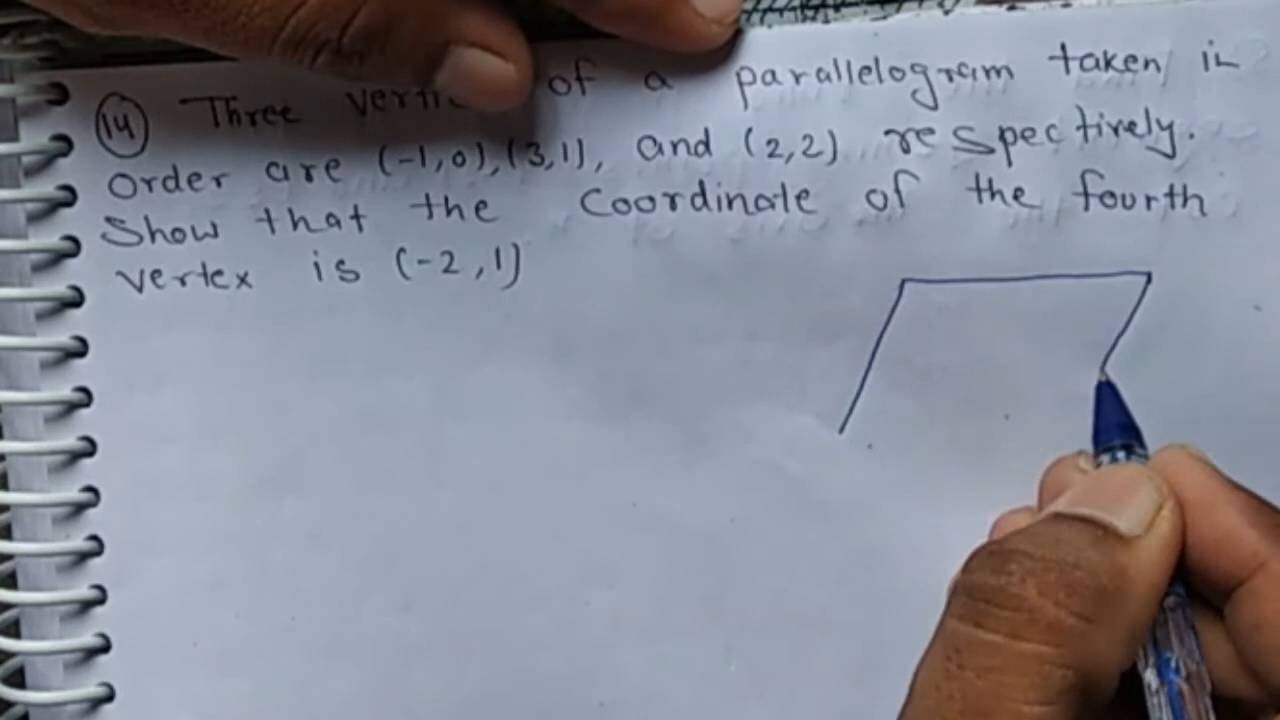 (14) Three of a parallelogram taken in
Order are (-1,0),(3,1), and (2,2) respectively.
Show that the Coordinate of the fourth
vertex is (-2,1)